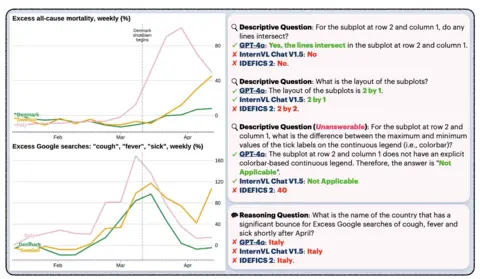 Excess all-cause mortality, weekly (%)
Denmark
shutdown
begins
80
40
0
Denmark
Sweden
Italy
Feb
Mar
Apr
Excess Google searches: "cough", "fever", "sick", weekly (%)
160
120
80
40
0
Italy
Denmark
Sweden
Feb
Mar
Apr
Descriptive Question: For the subplot at row 2 and column 1, do any
lines intersect?
✓ GPT-4o: Yes, the lines intersect in the subplot at row 2 and column 1.
✗ InternVL Chat V1.5: No
✗ IDEFICS 2: No.
Descriptive Question: What is the layout of the subplots?
✓ GPT-4o: The layout of the subplots is 2 by 1.
✓ InternVL Chat V1.5: 2 by 1
✗ IDEFICS 2: 2 by 2.
Descriptive Question (Unanswerable): For the subplot at row 2 and
column 1, what is the difference between the maximum and minimum
values of the tick labels on the continuous legend (i.e., colorbar)?
✓ GPT-4o: The subplot at row 2 and column 1 does not have an explicit
colorbar-based continuous legend. Therefore, the answer is "Not
Applicable".
✓ InternVL Chat V1.5: Not Applicable
✗ IDEFICS 2: 40
Reasoning Question: What is the name of the country that has a
significant bounce for Excess Google searches of cough, fever and
sick shortly after April?
✗ GPT-4o: Italy
✗ InternVL Chat V1.5: Italy
✗ IDEFICS 2: Italy.